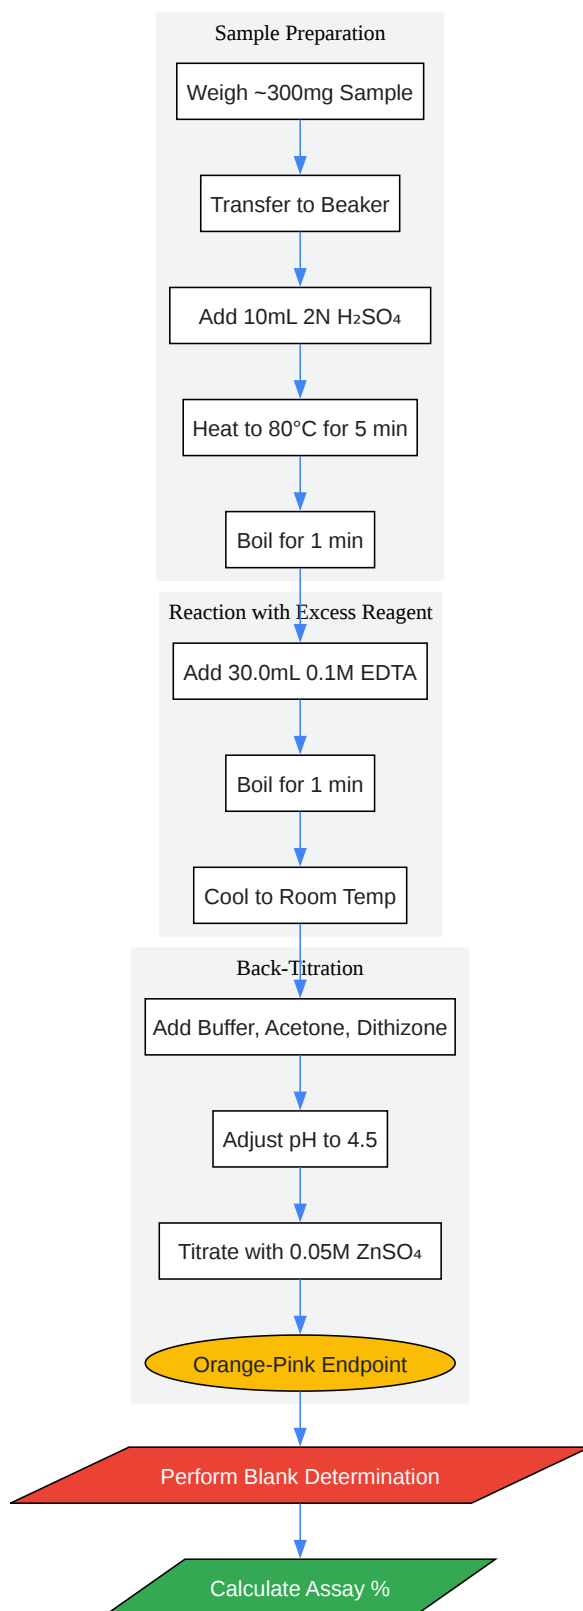 Sample Preparation
Weigh ~300mg Sample
Transfer to Beaker
Add 10mL 2N H₂SO₄
Heat to 80°C for 5 min
Boil for 1 min
Reaction with Excess Reagent
Add 30.0mL 0.1M EDTA
Boil for 1 min
Cool to Room Temp
Back-Titration
Add Buffer, Acetone, Dithizone
Adjust pH to 4.5
Titrate with 0.05M ZnSO₄
Orange-Pink Endpoint
Perform Blank Determination
Calculate Assay %